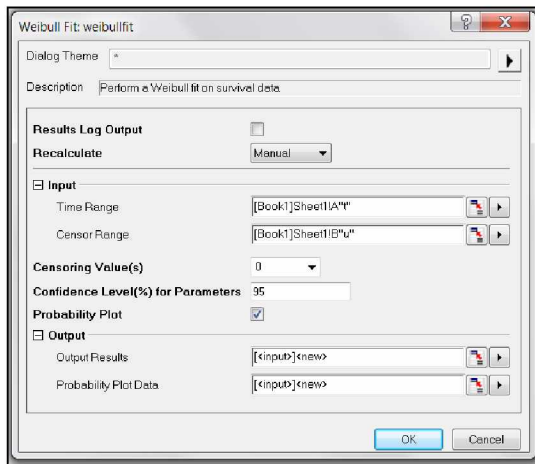 Weibull Fit: weibullfit
Dialog Theme *
Description Perform a Weibull fit on survival data
Results Log Output
Recalculate Manual
Input
Time Range [Book1]Sheet1!A"t"
Censor Range [Book1]Sheet1!B"u"
Censoring Value(s) 0
Confidence Level(%) for Parameters 95
Probability Plot
Output
Output Results [<input>]<new>
Probability Plot Data [<input>]<new>
OK Cancel